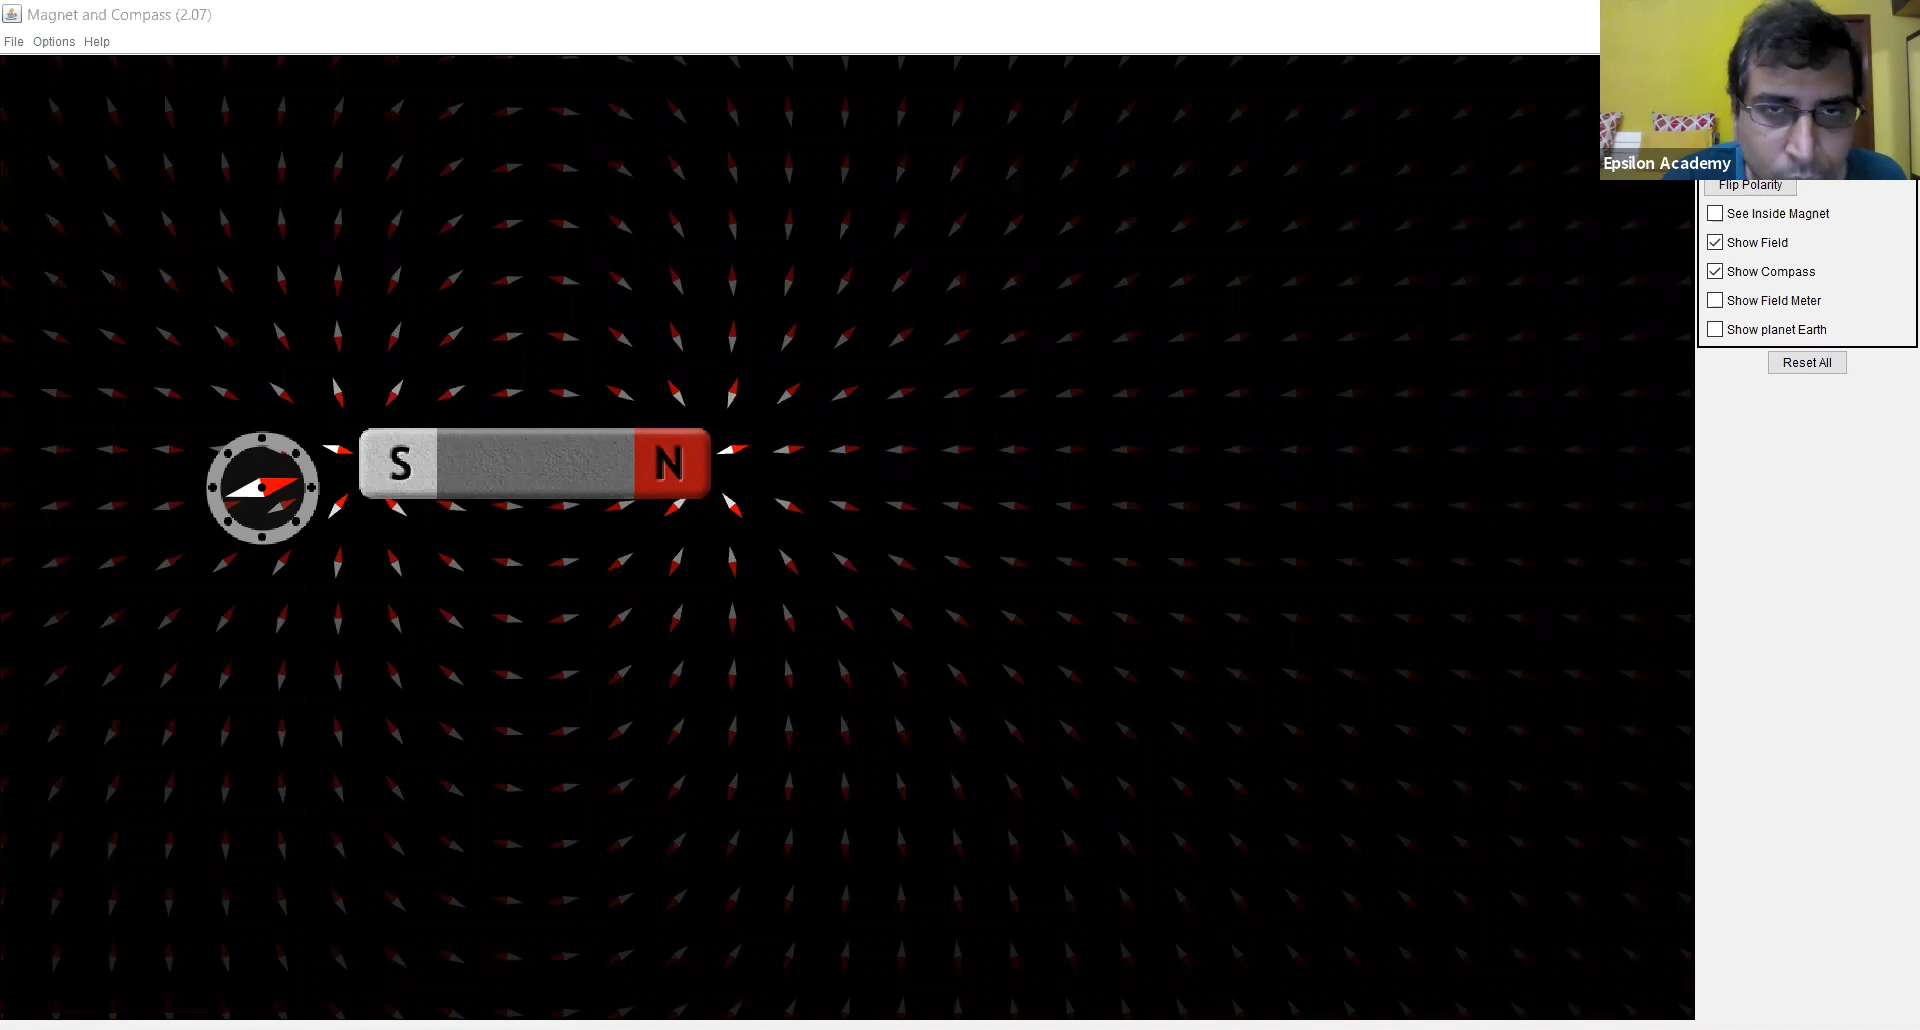 Magnet and Compass (2.07)
File Options Help
Epsilon Academy
Flip Polarity
See Inside Magnet
Show Field
Show Compass
Show Field Meter
Show planet Earth
Reset All
S N